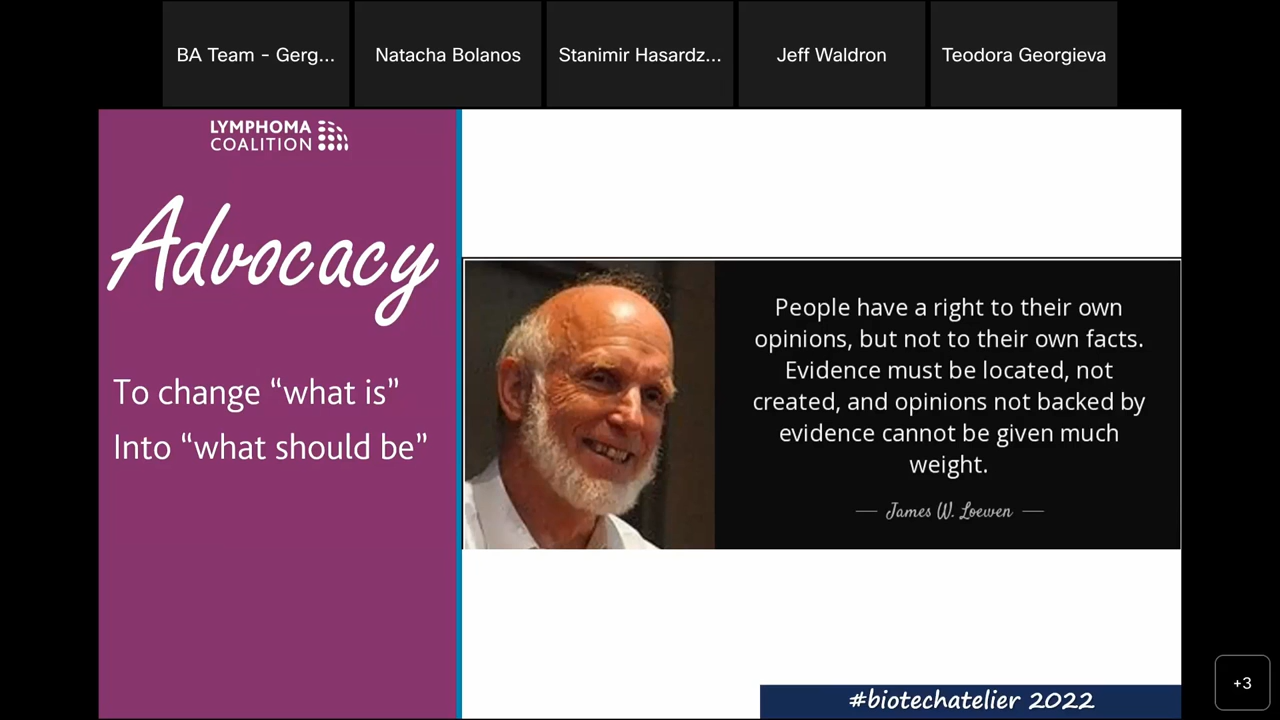 BA Team - Gerg...
Natacha Bolanos
Stanimir Hasardz...
Jeff Waldron
Teodora Georgieva
LYMPHOMA
COALITION
Advocacy
To change “what is”
Into “what should be”
People have a right to their own
opinions, but not to their own facts.
Evidence must be located, not
created, and opinions not backed by
evidence cannot be given much
weight.
James W. Loewen
#biotechatelier 2022
+3